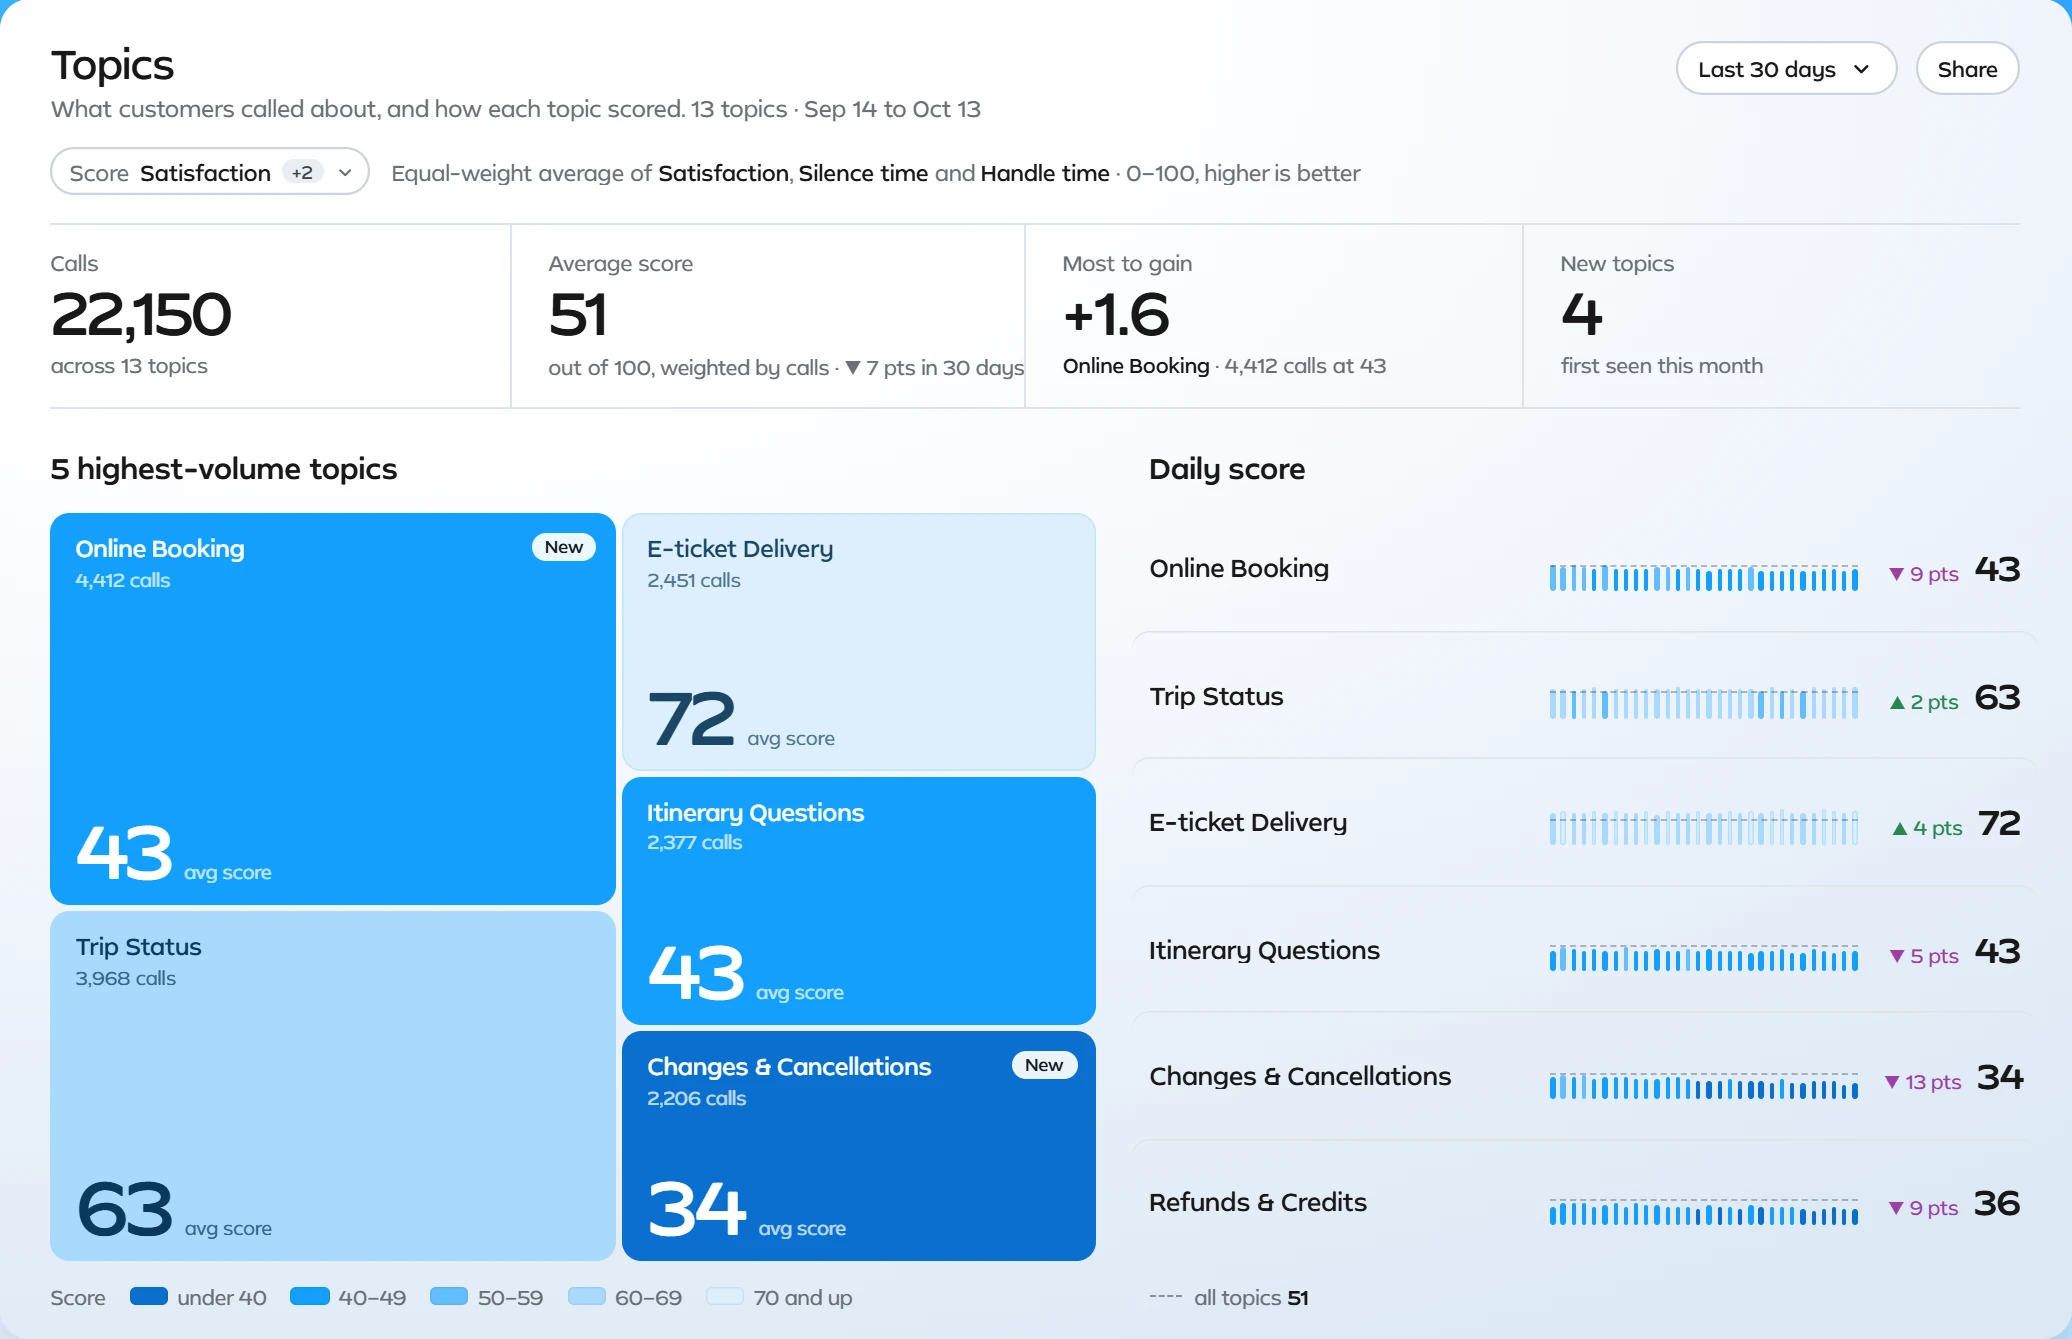 Topics
Last 30 days
Share
What customers called about, and how each topic scored. 13 topics · Sep 14 to Oct 13
Score Satisfaction +2
Equal-weight average of Satisfaction, Silence time and Handle time · 0–100, higher is better
Calls
22,150
across 13 topics
Average score
51
out of 100, weighted by calls · ▼ 7 pts in 30 days
Most to gain
+1.6
Online Booking · 4,412 calls at 43
New topics
4
first seen this month
5 highest-volume topics
Online Booking
New
4,412 calls
43 avg score
Trip Status
3,968 calls
63 avg score
E-ticket Delivery
2,451 calls
72 avg score
Itinerary Questions
2,377 calls
43 avg score
Changes & Cancellations
New
2,206 calls
34 avg score
Score under 40 40–49 50–59 60–69 70 and up
Daily score
Online Booking ▼ 9 pts 43
Trip Status ▲ 2 pts 63
E-ticket Delivery ▲ 4 pts 72
Itinerary Questions ▼ 5 pts 43
Changes & Cancellations ▼ 13 pts 34
Refunds & Credits ▼ 9 pts 36
all topics 51